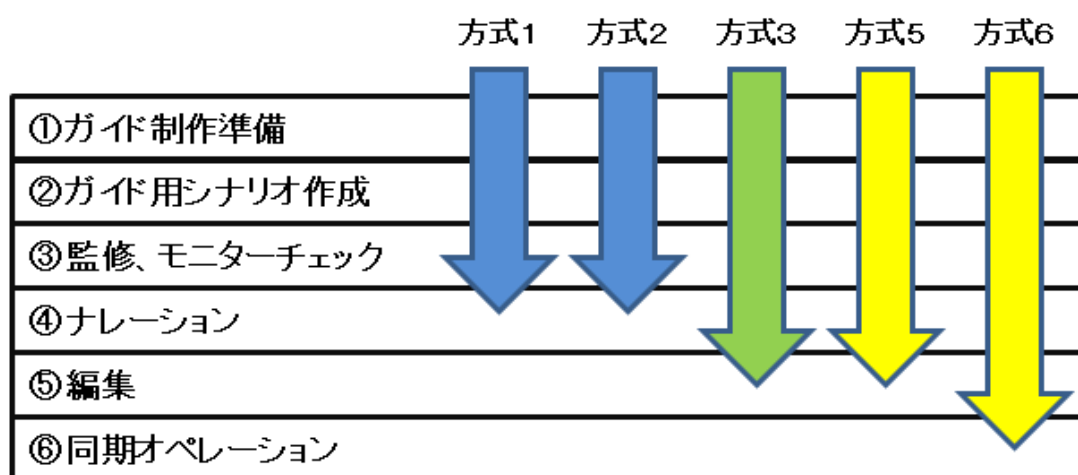 方式1 方式2 方式3 方式5 方式6
①ガイド制作準備
②ガイド用シナリオ作成
③監修、モニターチェック
④ナレーション
⑤編集
⑥同期オペレーション